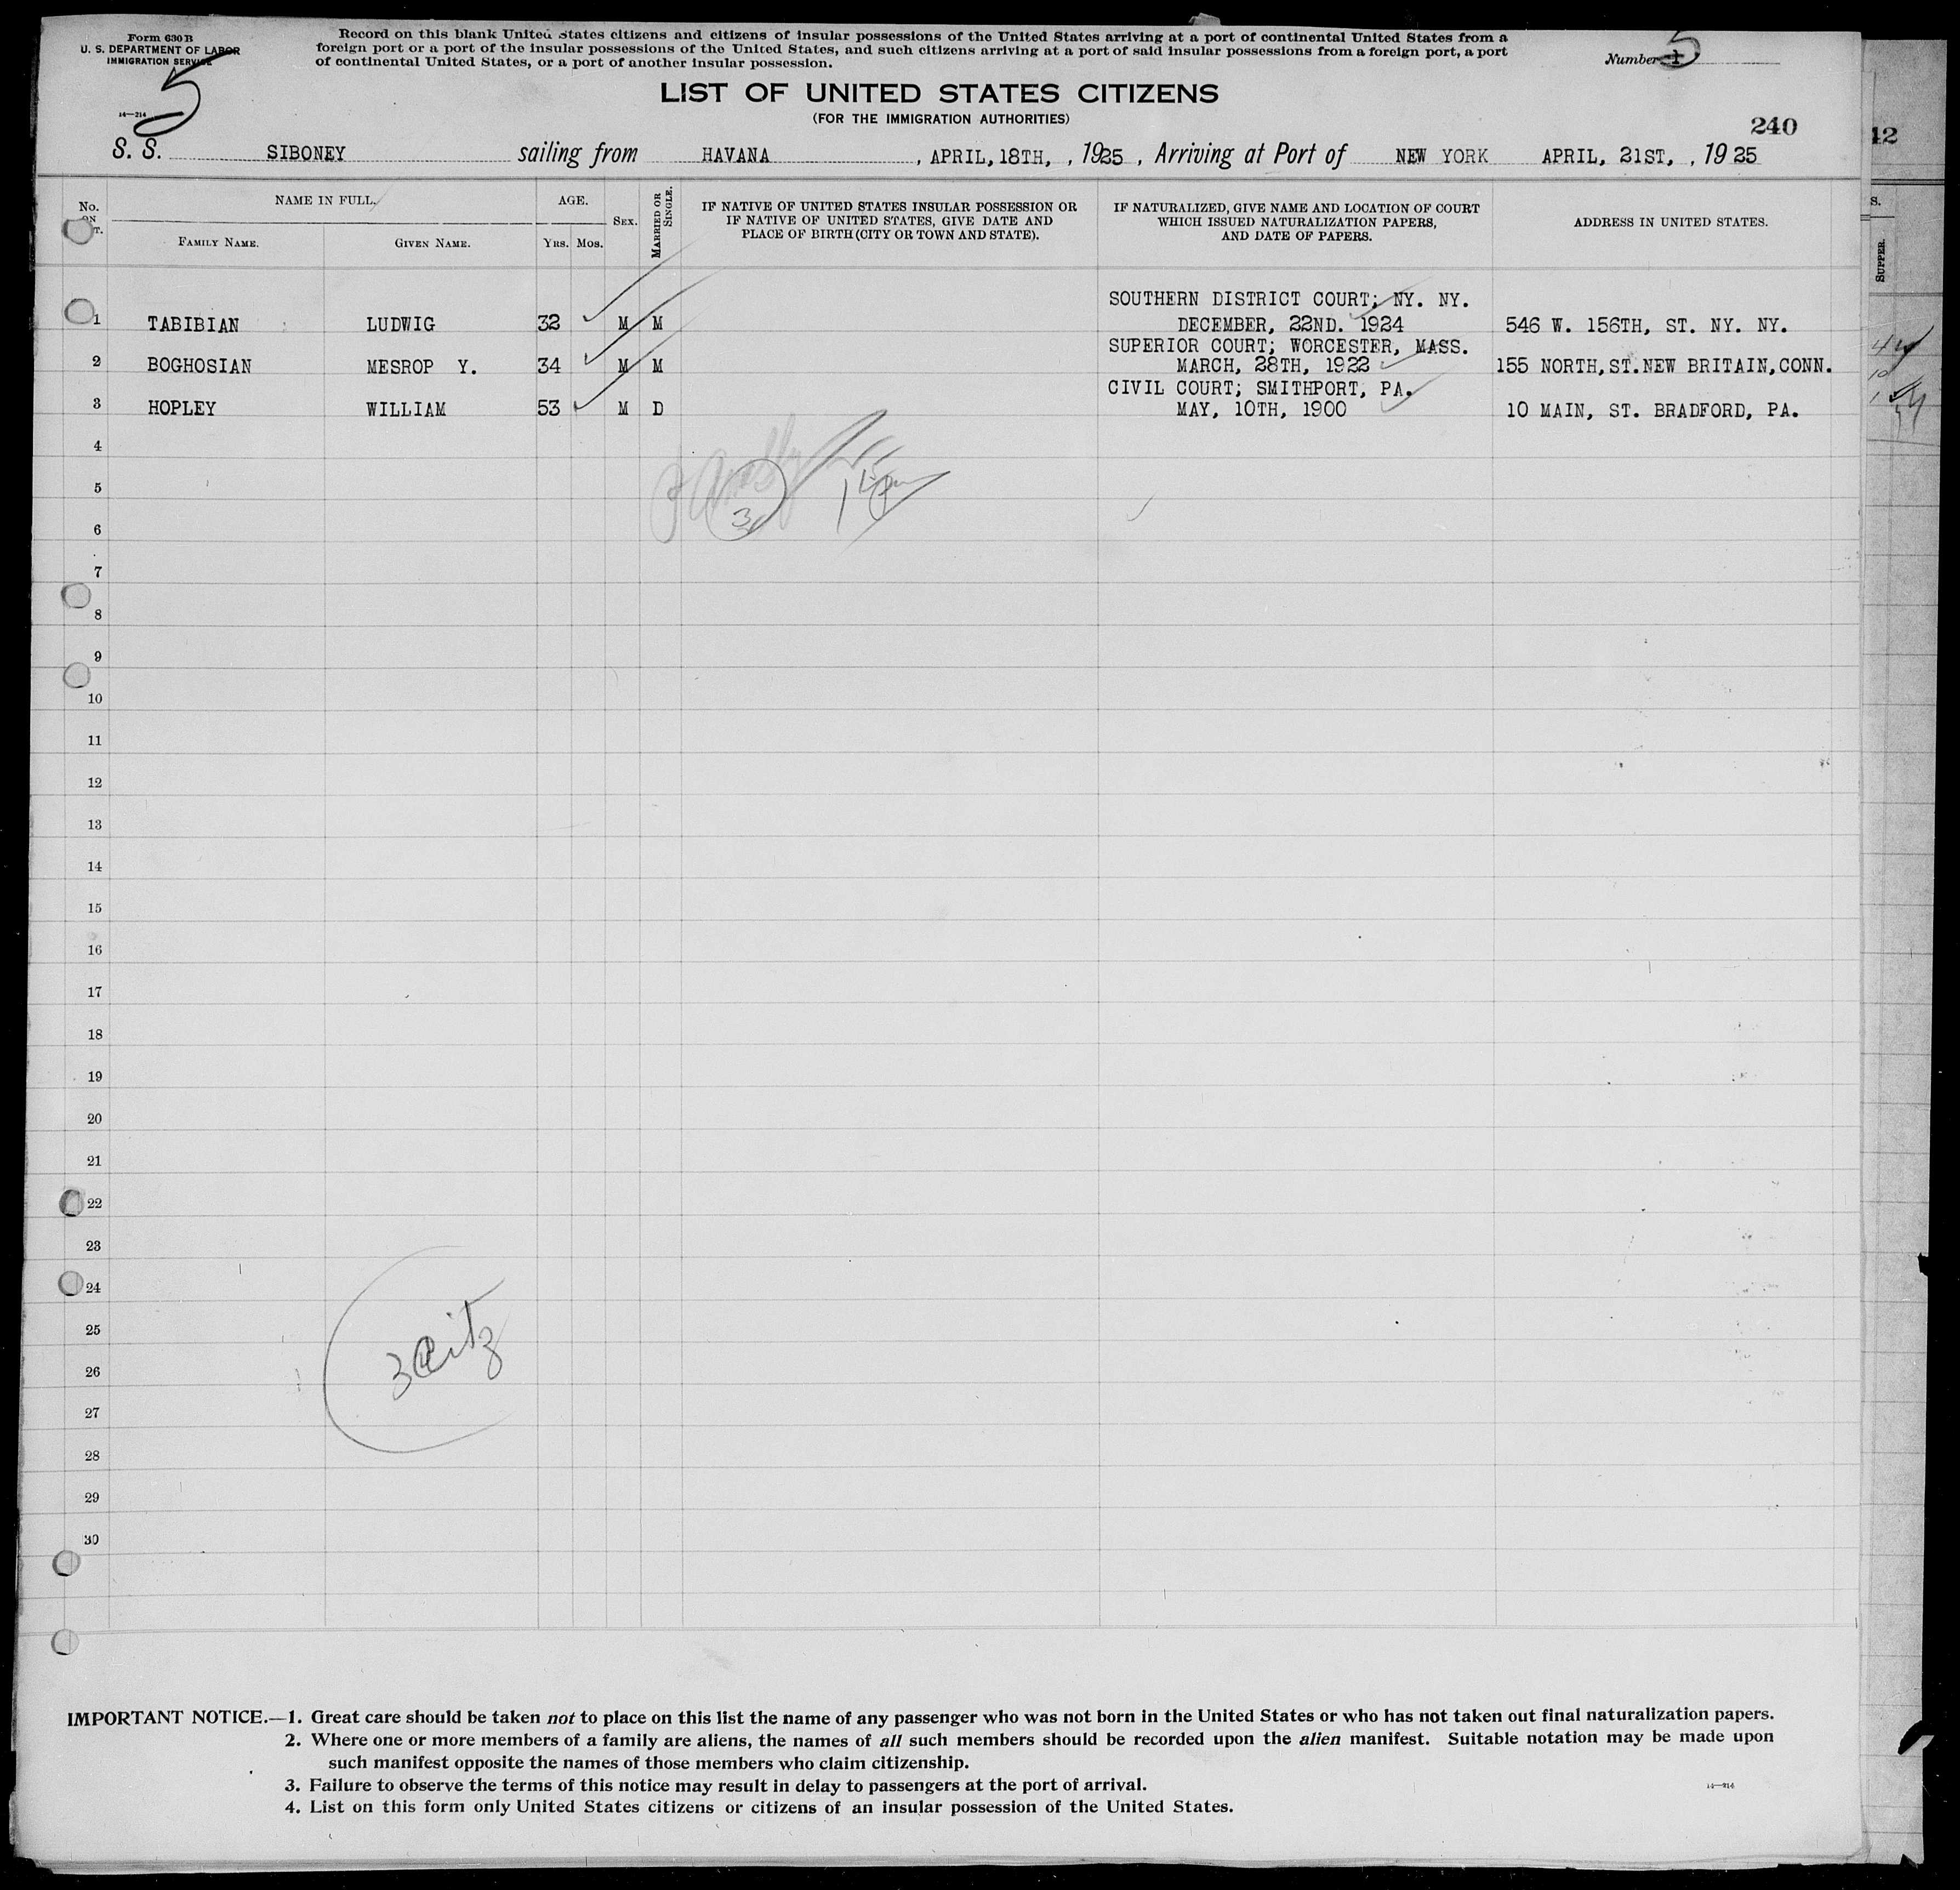 Form 630 B
U. S. DEPARTMENT OF LABOR
IMMIGRATION SERVICE
14—214
5
Record on this blank United States citizens and citizens of insular possessions of the United States arriving at a port of continental United States from a
foreign port or a port of the insular possessions of the United States, and such citizens arriving at a port of said insular possessions from a foreign port, a port
of continental United States, or a port of another insular possession.
Number 1 5
LIST OF UNITED STATES CITIZENS
(FOR THE IMMIGRATION AUTHORITIES)
240
12
S. S. SIBONEY sailing from HAVANA , APRIL, 18TH, , 1925 , Arriving at Port of NEW YORK APRIL, 21ST, , 19 25
No. ON T.
NAME IN FULL.
FAMILY NAME. GIVEN NAME.
AGE.
YRS. MOS.
SEX.
MARRIED OR SINGLE.
IF NATIVE OF UNITED STATES INSULAR POSSESSION OR
IF NATIVE OF UNITED STATES, GIVE DATE AND
PLACE OF BIRTH (CITY OR TOWN AND STATE).
IF NATURALIZED, GIVE NAME AND LOCATION OF COURT
WHICH ISSUED NATURALIZATION PAPERS,
AND DATE OF PAPERS.
ADDRESS IN UNITED STATES.
S.
SUPPER.
SOUTHERN DISTRICT COURT; NY. NY.
1 TABIBIAN LUDWIG 32 M M DECEMBER, 22ND. 1924 546 W. 156TH, ST. NY. NY.
SUPERIOR COURT; WORCESTER, MASS.
2 BOGHOSIAN MESROP Y. 34 M M MARCH, 28TH, 1922 155 NORTH, ST. NEW BRITAIN, CONN.
CIVIL COURT; SMITHPORT, PA.
3 HOPLEY WILLIAM 53 M D MAY, 10TH, 1900 10 MAIN, ST. BRADFORD, PA.
4
5
3
6
7
8
9
10
11
12
13
14
15
16
17
18
19
20
21
22
23
24
25
3 Citz
26
27
28
29
30
IMPORTANT NOTICE.—1. Great care should be taken not to place on this list the name of any passenger who was not born in the United States or who has not taken out final naturalization papers.
2. Where one or more members of a family are aliens, the names of all such members should be recorded upon the alien manifest. Suitable notation may be made upon
such manifest opposite the names of those members who claim citizenship.
3. Failure to observe the terms of this notice may result in delay to passengers at the port of arrival.
14—214
4. List on this form only United States citizens or citizens of an insular possession of the United States.